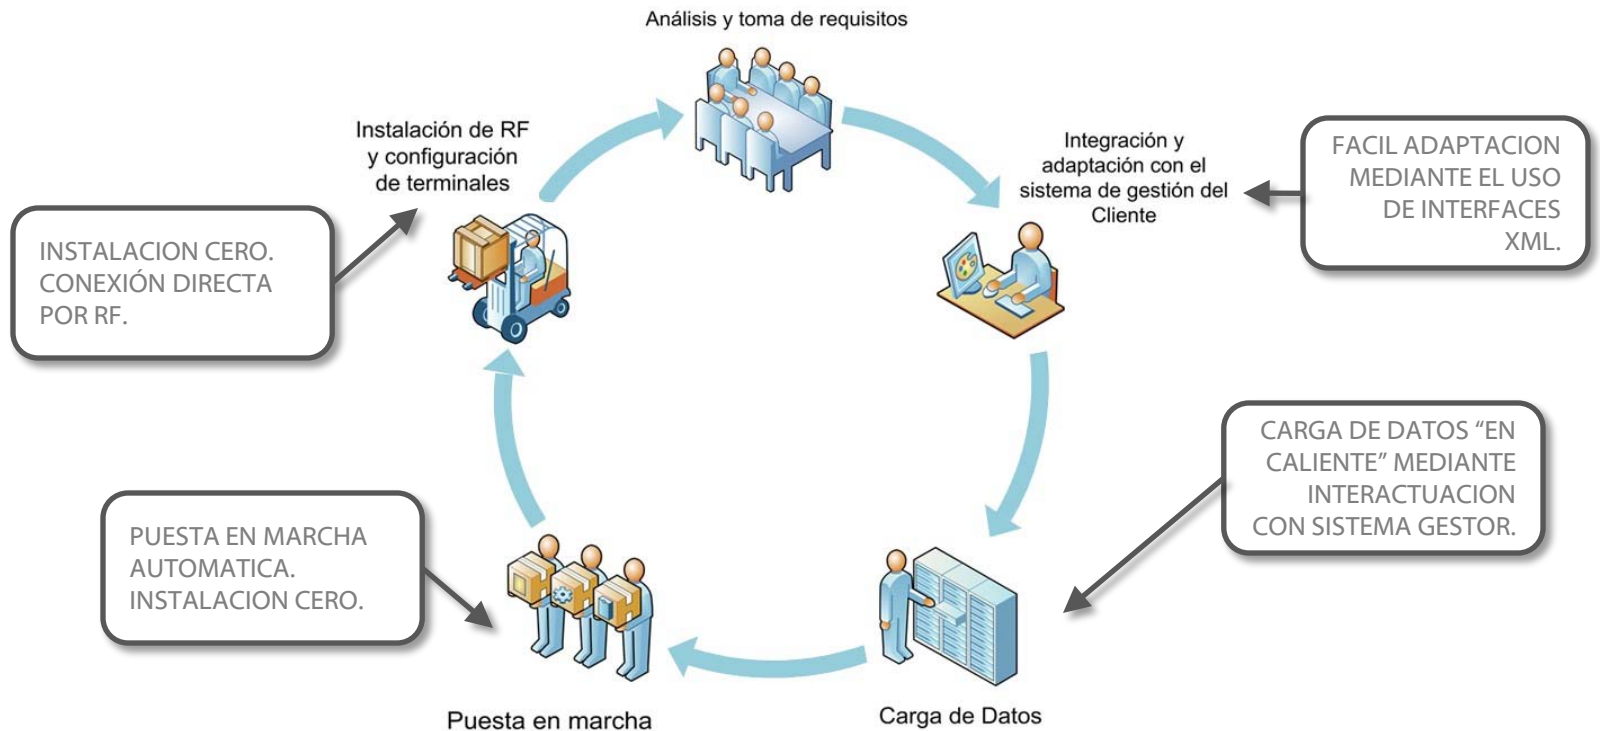 Análisis y toma de requisitos
Instalación de RF
y configuración
de terminales
Integración y
adaptación con el
sistema de gestión del
Cliente
FACIL ADAPTACION
MEDIANTE EL USO
DE INTERFACES
XML.
INSTALACION CERO.
CONEXIÓN DIRECTA
POR RF.
CARGA DE DATOS “EN
CALIENTE” MEDIANTE
INTERACTUACION
CON SISTEMA GESTOR.
PUESTA EN MARCHA
AUTOMATICA.
INSTALACION CERO.
Puesta en marcha
Carga de Datos